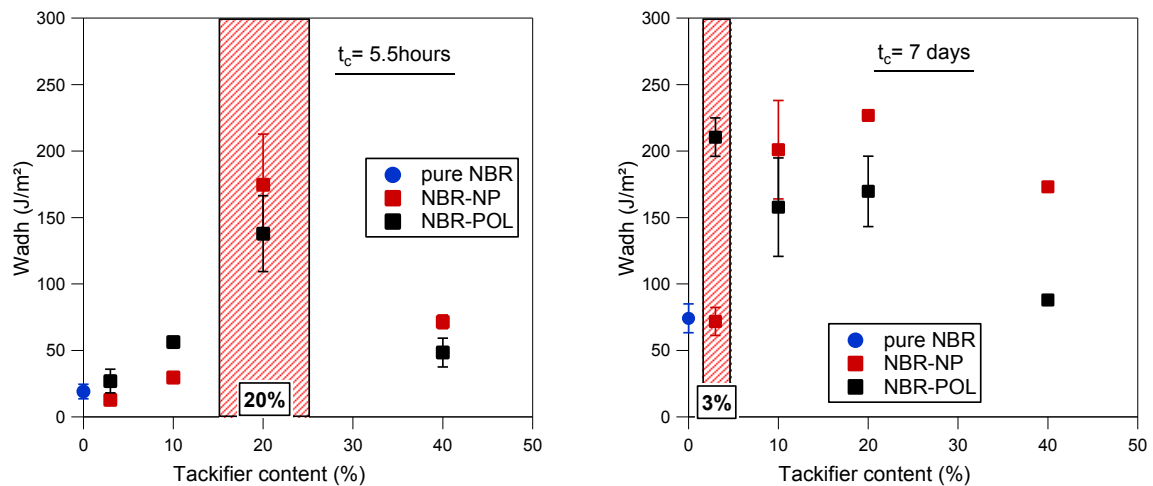 300
250
200
150
100
50
0
Wadh (J/m²)
t_c= 5.5hours
pure NBR
NBR-NP
NBR-POL
20%
0 10 20 30 40 50
Tackifier content (%)
300
250
200
150
100
50
0
Wadh (J/m²)
t_c= 7 days
pure NBR
NBR-NP
NBR-POL
3%
0 10 20 30 40 50
Tackifier content (%)